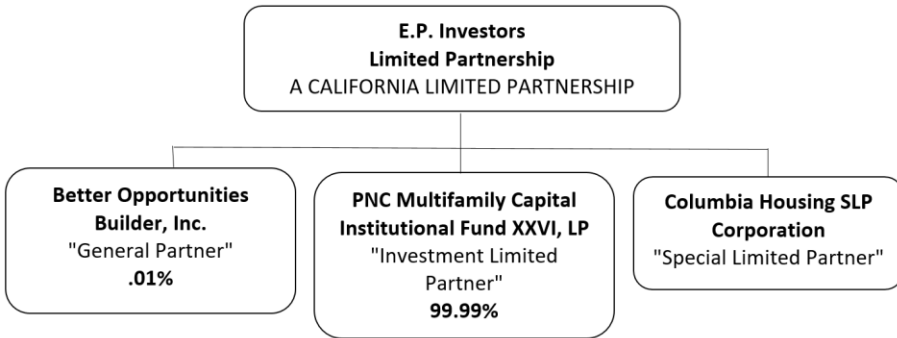 E.P. Investors
Limited Partnership
A CALIFORNIA LIMITED PARTNERSHIP
Better Opportunities
Builder, Inc.
"General Partner"
.01%
PNC Multifamily Capital
Institutional Fund XXVI, LP
"Investment Limited
Partner"
99.99%
Columbia Housing SLP
Corporation
"Special Limited Partner"